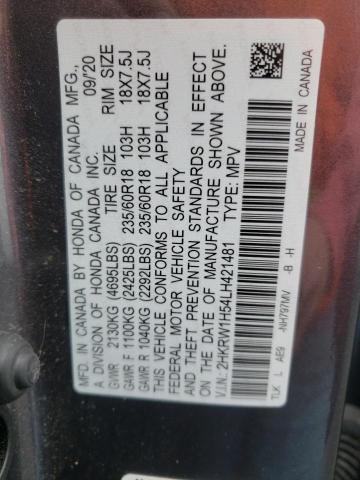 MFD. IN CANADA BY HONDA OF CANADA MFG.,
A DIVISION OF HONDA CANADA INC. 09/20
GVWR 2130KG (4695LBS) TIRE SIZE RIM SIZE
GAWR F 1100KG (2425LBS) 235/60R18 103H 18X7.5J
GAWR R 1040KG (2292LBS) 235/60R18 103H 18X7.5J
THIS VEHICLE CONFORMS TO ALL APPLICABLE
FEDERAL MOTOR VEHICLE SAFETY
AND THEFT PREVENTION STANDARDS IN EFFECT
ON THE DATE OF MANUFACTURE SHOWN ABOVE.
V.I.N.: 2HKRW1H54LH421481 TYPE: MPV
TLK L AE9 -NH797MV -B -H
MADE IN CANADA